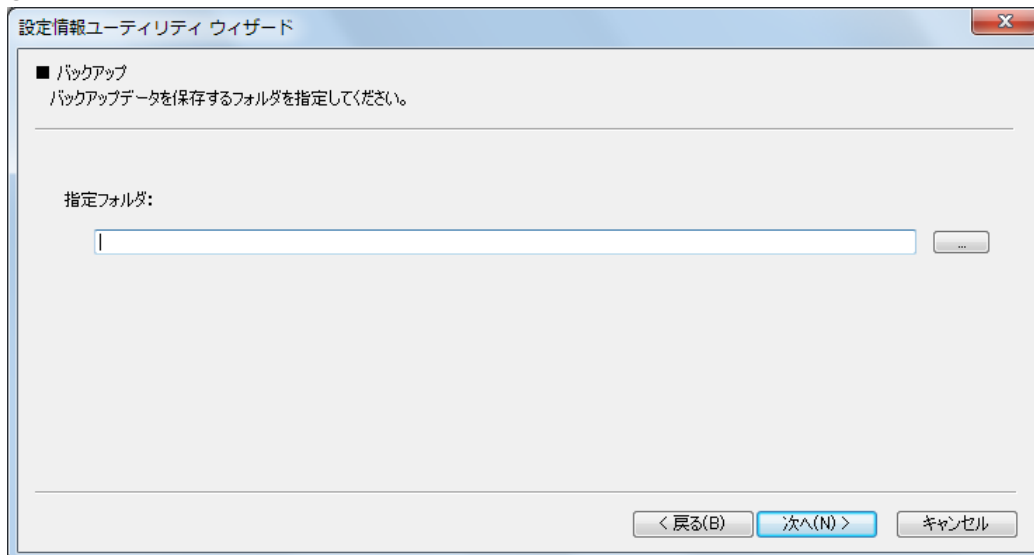 設定情報ユーティリティ ウィザード
■ バックアップ
バックアップデータを保存するフォルダを指定してください。
指定フォルダ:
...
< 戻る(B)
次へ(N) >
キャンセル